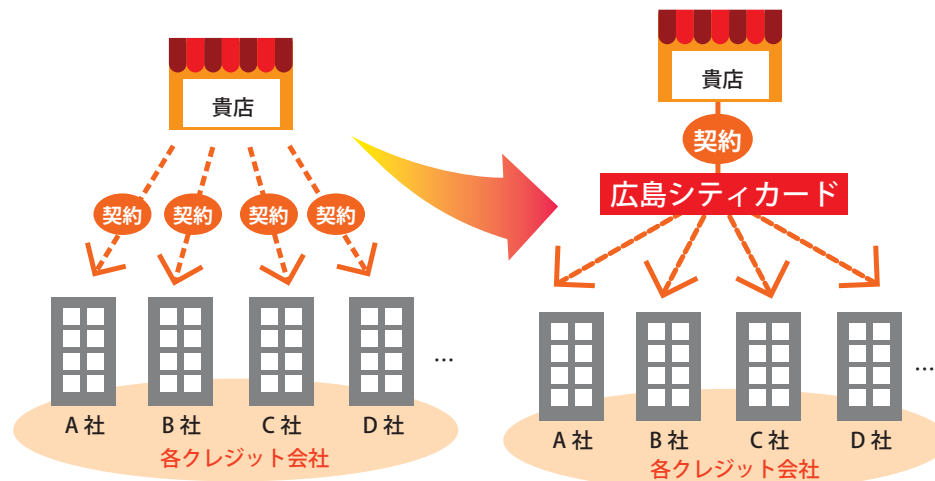 貴店
契約 契約 契約 契約
A 社 B 社 C 社 D 社 ...
各クレジット会社
貴店
契約
広島シティカード
A 社 B 社 C 社 D 社 ...
各クレジット会社